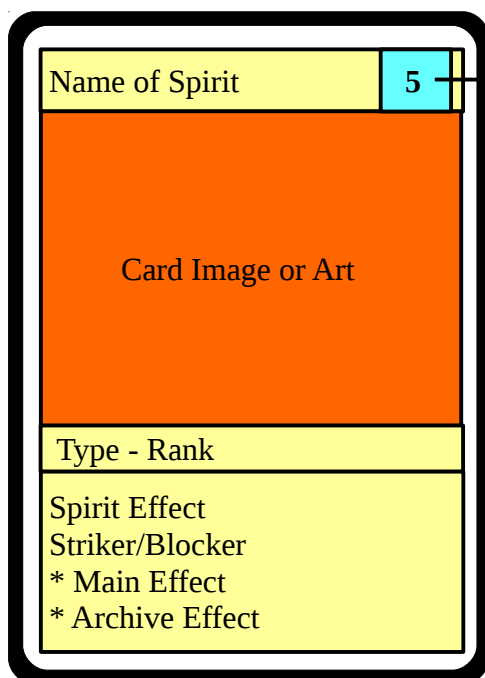 Name of Spirit 5
Card Image or Art
Type - Rank
Spirit Effect
Striker/Blocker
* Main Effect
* Archive Effect